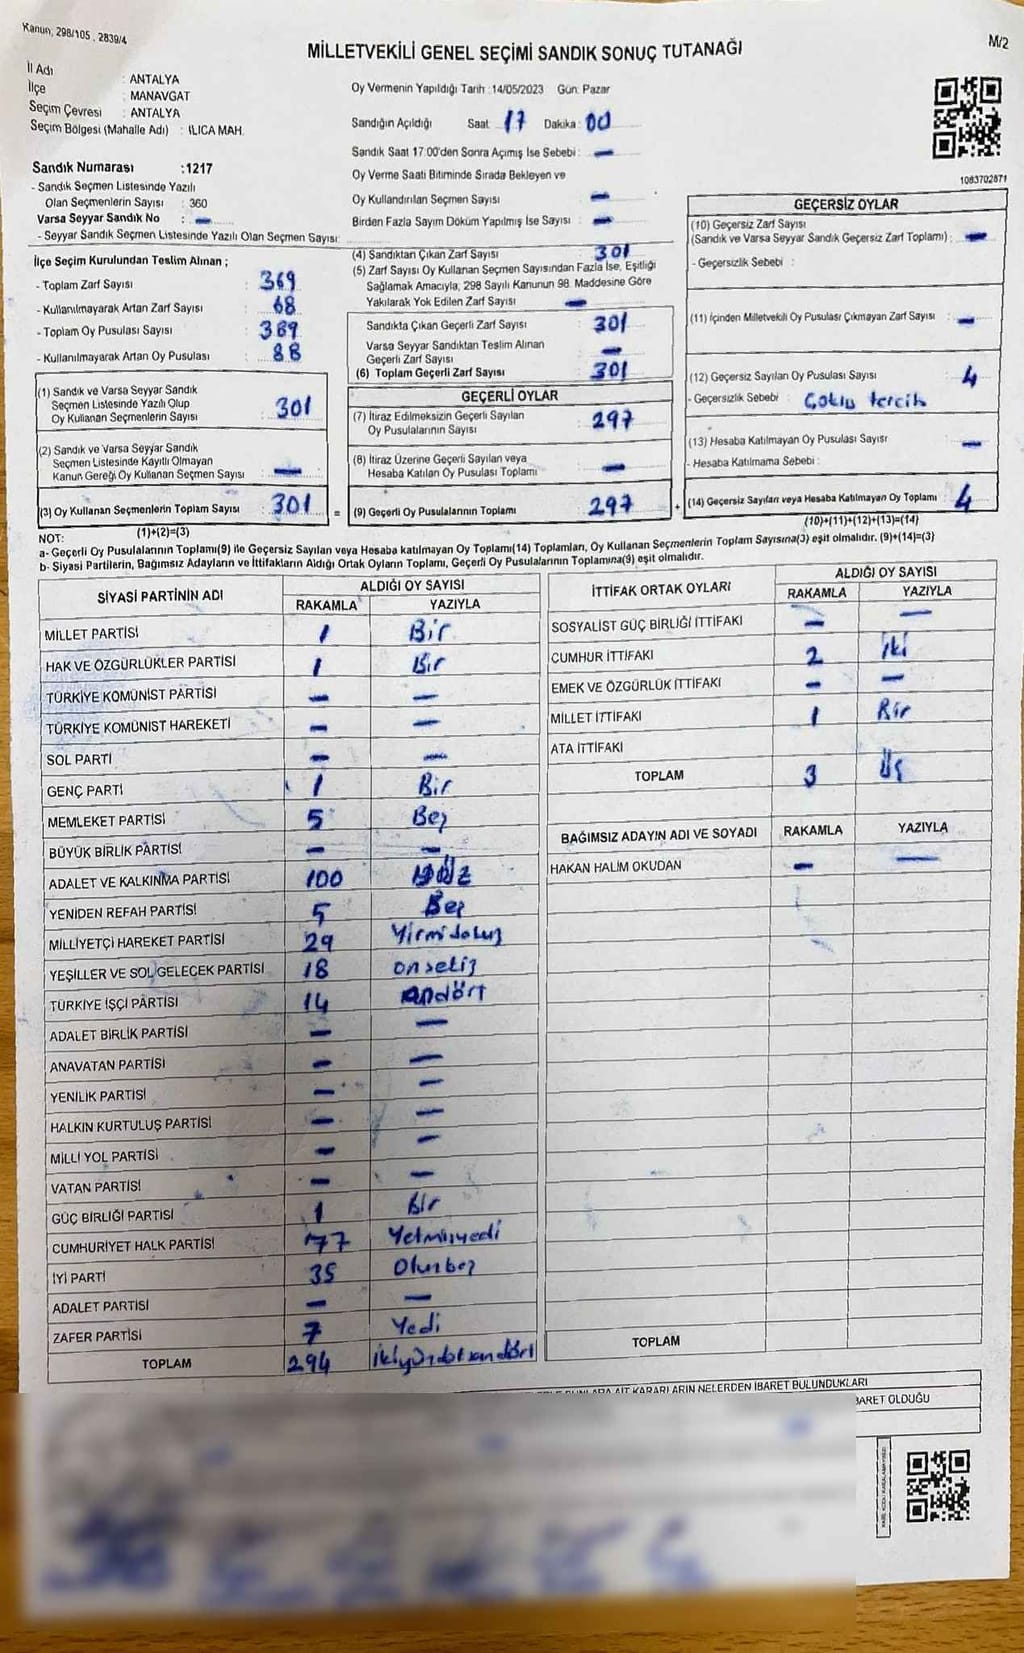 Kanun, 298/105 , 2839/4
MİLLETVEKİLİ GENEL SEÇİMİ SANDIK SONUÇ TUTANAĞI
M/2
İl Adı : ANTALYA
İlçe : MANAVGAT
Seçim Çevresi : ANTALYA
Seçim Bölgesi (Mahalle Adı) : ILICA MAH.
Sandık Numarası :1217
- Sandık Seçmen Listesinde Yazılı
Olan Seçmenlerin Sayısı : 360
Varsa Seyyar Sandık No : —
- Seyyar Sandık Seçmen Listesinde Yazılı Olan Seçmen Sayısı:
Oy Vermenin Yapıldığı Tarih :14/05/2023 Gün: Pazar
Sandığın Açıldığı Saat: 17 Dakika: 00
Sandık Saat 17:00'den Sonra Açımış İse Sebebi : —
Oy Verme Saati Bitiminde Sırada Bekleyen ve
Oy Kullandırılan Seçmen Sayısı —
Birden Fazla Sayım Döküm Yapılmış İse Sayısı : —
1083702871
İlçe Seçim Kurulundan Teslim Alınan ;
- Toplam Zarf Sayısı : 369
- Kullanılmayarak Artan Zarf Sayısı : 68
- Toplam Oy Pusulası Sayısı : 389
- Kullanılmayarak Artan Oy Pusulası : 88
(1) Sandık ve Varsa Seyyar Sandık
Seçmen Listesinde Yazılı Olup
Oy Kullanan Seçmenlerin Sayısı : 301
(2) Sandık ve Varsa Seyyar Sandık
Seçmen Listesinde Kayıtlı Olmayan
Kanun Gereği Oy Kullanan Seçmen Sayısı —
(3) Oy Kullanan Seçmenlerin Toplam Sayısı : 301 =
(1)+(2)=(3)
(4) Sandıktan Çıkan Zarf Sayısı : 301
(5) Zarf Sayısı Oy Kullanan Seçmen Sayısından Fazla İse, Eşitliği
Sağlamak Amacıyla, 298 Sayılı Kanunun 98. Maddesine Göre
Yakılarak Yok Edilen Zarf Sayısı —
Sandıkta Çıkan Geçerli Zarf Sayısı : 301
Varsa Seyyar Sandıktan Teslim Alınan
Geçerli Zarf Sayısı —
(6) Toplam Geçerli Zarf Sayısı : 301
GEÇERLİ OYLAR
(7) İtiraz Edilmeksizin Geçerli Sayılan
Oy Pusulalarının Sayısı : 297
(8) İtiraz Üzerine Geçerli Sayılan veya
Hesaba Katılan Oy Pusulası Toplamı —
(9) Geçerli Oy Pusulalarının Toplamı : 297 +
GEÇERSİZ OYLAR
(10) Geçersiz Zarf Sayısı
(Sandık ve Varsa Seyyar Sandık Geçersiz Zarf Toplamı) : —
- Geçersizlik Sebebi :
(11) İçinden Milletvekili Oy Pusulası Çıkmayan Zarf Sayısı : —
(12) Geçersiz Sayılan Oy Pusulası Sayısı : 4
- Geçersizlik Sebebi : Çoklu tercih
(13) Hesaba Katılmayan Oy Pusulası Sayısı : —
- Hesaba Katılmama Sebebi :
(14) Geçersiz Sayılan veya Hesaba Katılmayan Oy Toplamı : 4
(10)+(11)+(12)+(13)=(14)
NOT:
a- Geçerli Oy Pusulalarının Toplamı(9) ile Geçersiz Sayılan veya Hesaba katılmayan Oy Toplamı(14) Toplamları, Oy Kullanan Seçmenlerin Toplam Sayısına(3) eşit olmalıdır. (9)+(14)=(3)
b- Siyasi Partilerin, Bağımsız Adayların ve İttifakların Aldığı Ortak Oyların Toplamı, Geçerli Oy Pusulalarının Toplamına(9) eşit olmalıdır.
SİYASİ PARTİNİN ADI ALDIĞI OY SAYISI
RAKAMLA YAZIYLA
MİLLET PARTİSİ 1 Bir
HAK VE ÖZGÜRLÜKLER PARTİSİ 1 Bir
TÜRKİYE KOMÜNİST PARTİSİ — —
TÜRKİYE KOMÜNİST HAREKETİ — —
SOL PARTİ — —
GENÇ PARTİ 1 Bir
MEMLEKET PARTİSİ 5 Beş
BÜYÜK BİRLİK PARTİSİ — —
ADALET VE KALKINMA PARTİSİ 100 Yüz
YENİDEN REFAH PARTİSİ 5 Beş
MİLLİYETÇİ HAREKET PARTİSİ 29 Yirmidokuz
YEŞİLLER VE SOL GELECEK PARTİSİ 18 onsekiz
TÜRKİYE İŞÇİ PARTİSİ 14 ondört
ADALET BİRLİK PARTİSİ — —
ANAVATAN PARTİSİ — —
YENİLİK PARTİSİ — —
HALKIN KURTULUŞ PARTİSİ — —
MİLLİ YOL PARTİSİ — —
VATAN PARTİSİ — —
GÜÇ BİRLİĞİ PARTİSİ 1 Bir
CUMHURİYET HALK PARTİSİ 77 Yetmişyedi
İYİ PARTİ 35 Otuzbeş
ADALET PARTİSİ — —
ZAFER PARTİSİ 7 Yedi
TOPLAM 294 ikiyüzdoksandört
İTTİFAK ORTAK OYLARI ALDIĞI OY SAYISI
RAKAMLA YAZIYLA
SOSYALİST GÜÇ BİRLİĞİ İTTİFAKI — —
CUMHUR İTTİFAKI 2 iki
EMEK VE ÖZGÜRLÜK İTTİFAKI — —
MİLLET İTTİFAKI 1 Bir
ATA İTTİFAKI
TOPLAM 3 Üç
BAĞIMSIZ ADAYIN ADI VE SOYADI RAKAMLA YAZIYLA
HAKAN HALİM OKUDAN — —
TOPLAM
KARARLARIN NELERDEN İBARET BULUNDUKLARI
BARET OLDUĞU